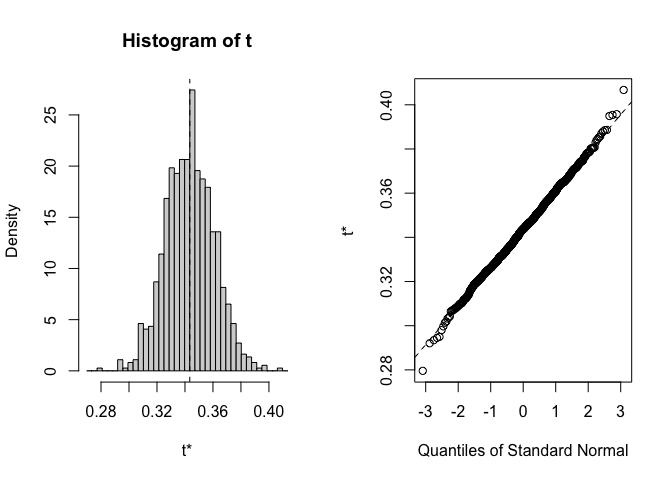 Histogram of t
Density
0 5 10 15 20 25
0.28 0.32 0.36 0.40
t*
t*
0.28 0.32 0.36 0.40
-3 -2 -1 0 1 2 3
Quantiles of Standard Normal